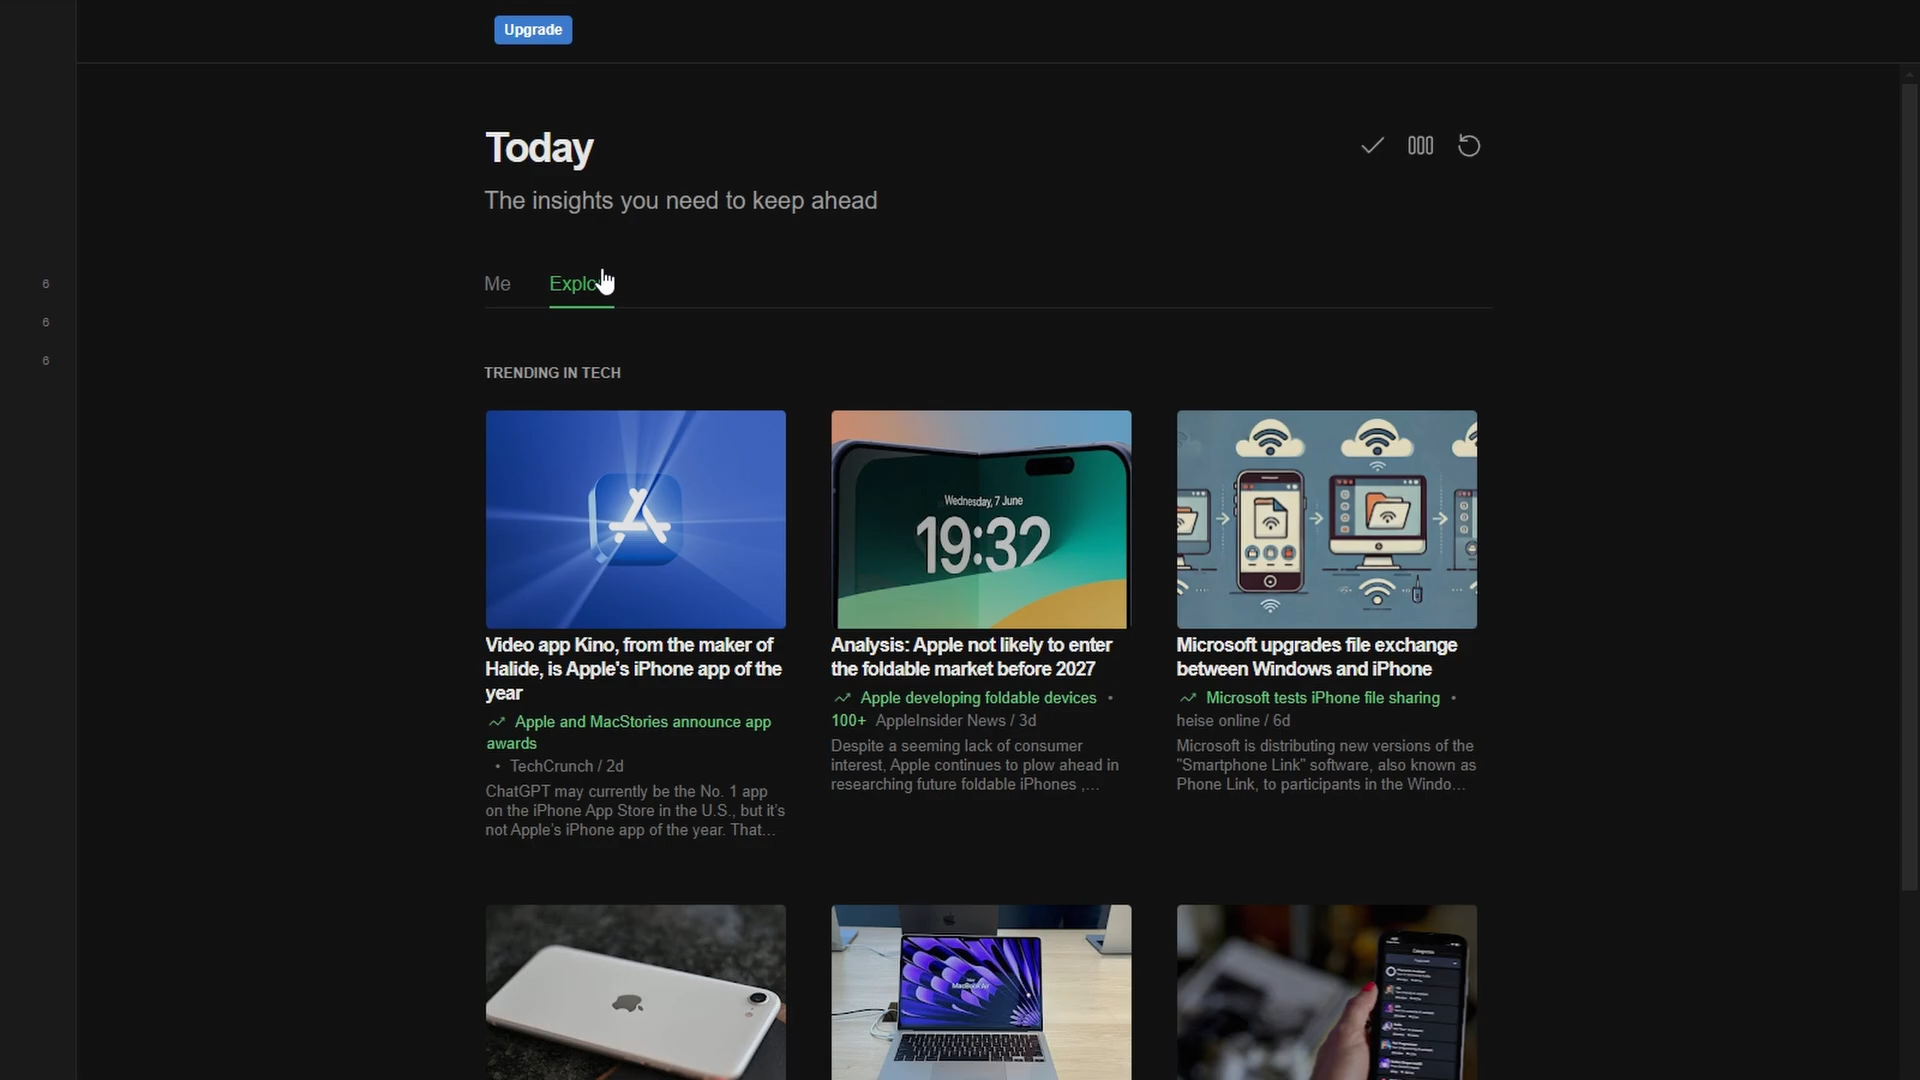 Upgrade
Today
The insights you need to keep ahead
Me
6
6
6
TRENDING IN TECH
Wednesday, 7 June
19:32
Video app Kino, from the maker of
Halide, is Apple's iPhone app of the
year
Apple and MacStories announce app
awards
• TechCrunch / 2d
ChatGPT may currently be the No. 1 app
on the iPhone App Store in the U.S., but it's
not Apple's iPhone app of the year. That...
Analysis: Apple not likely to enter
the foldable market before 2027
Apple developing foldable devices •
100+ AppleInsider News / 3d
Despite a seeming lack of consumer
interest, Apple continues to plow ahead in
researching future foldable iPhones ,...
Microsoft upgrades file exchange
between Windows and iPhone
Microsoft tests iPhone file sharing •
heise online / 6d
Microsoft is distributing new versions of the
"Smartphone Link" software, also known as
Phone Link, to participants in the Windo...
MacBook Air